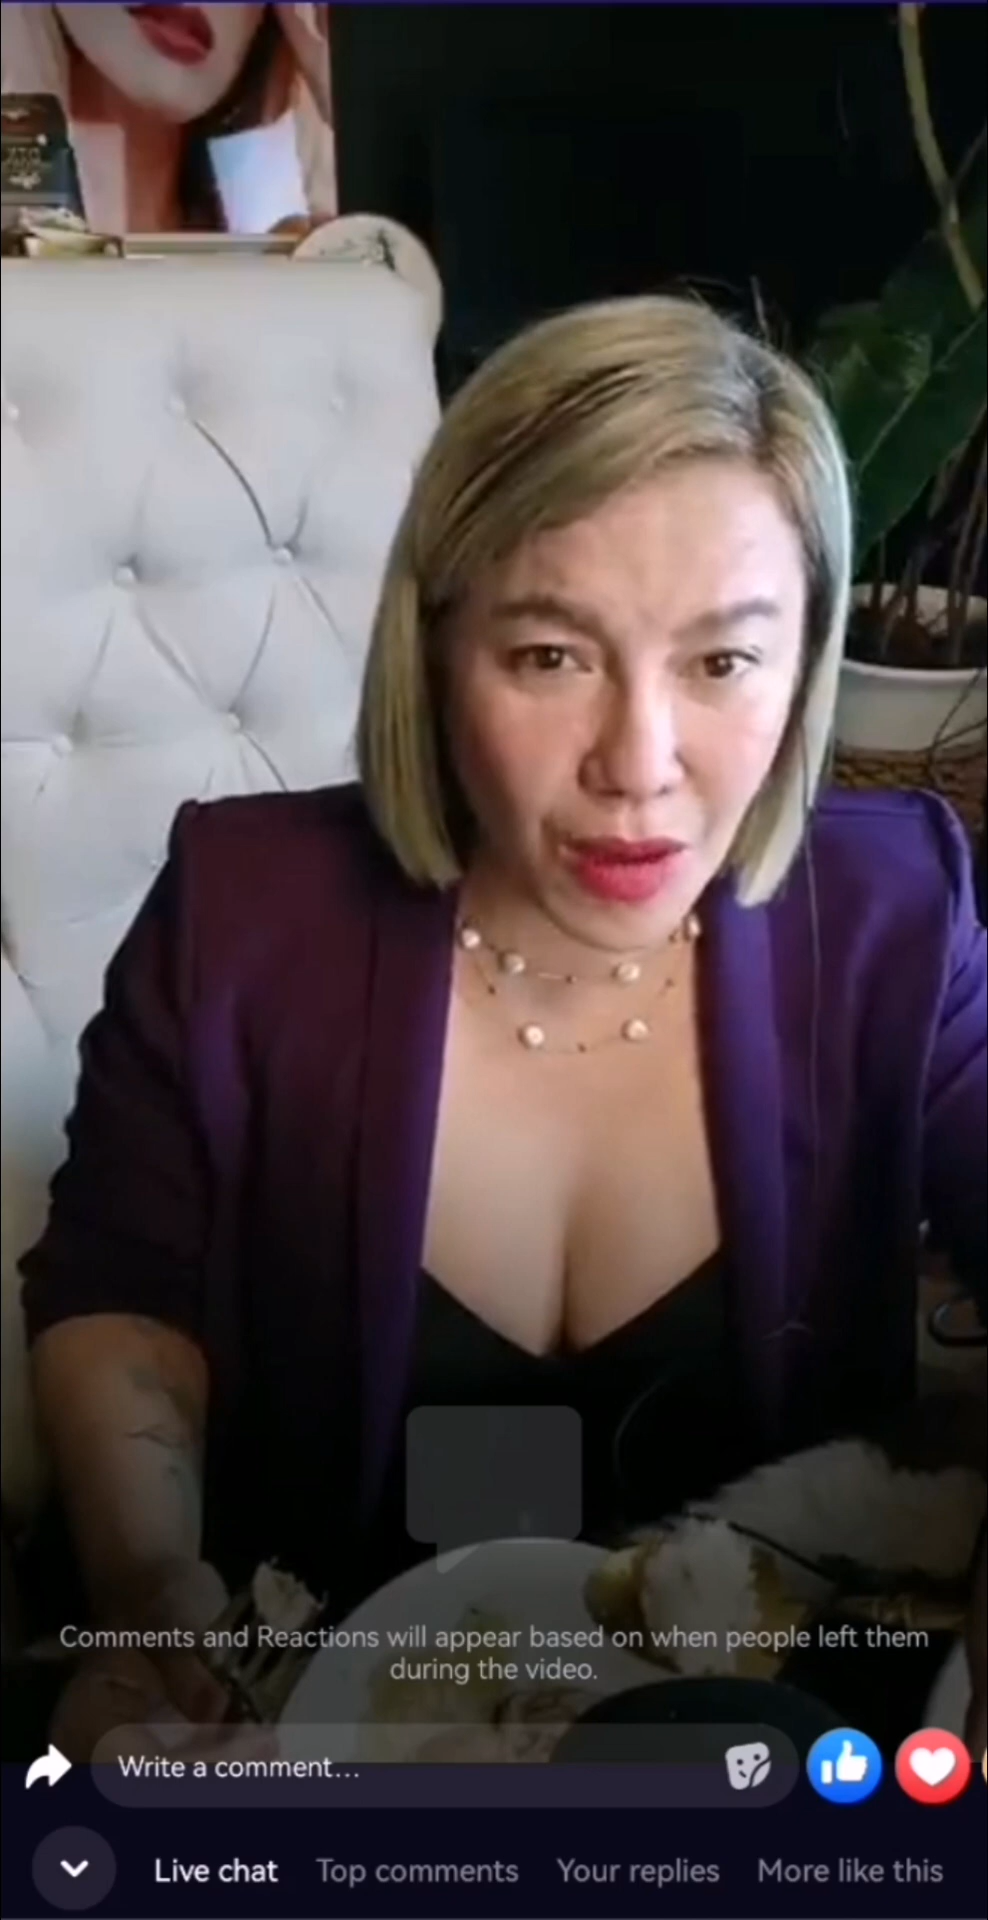 Comments and Reactions will appear based on when people left them
during the video.
Write a comment...
Live chat
Top comments
Your replies
More like this